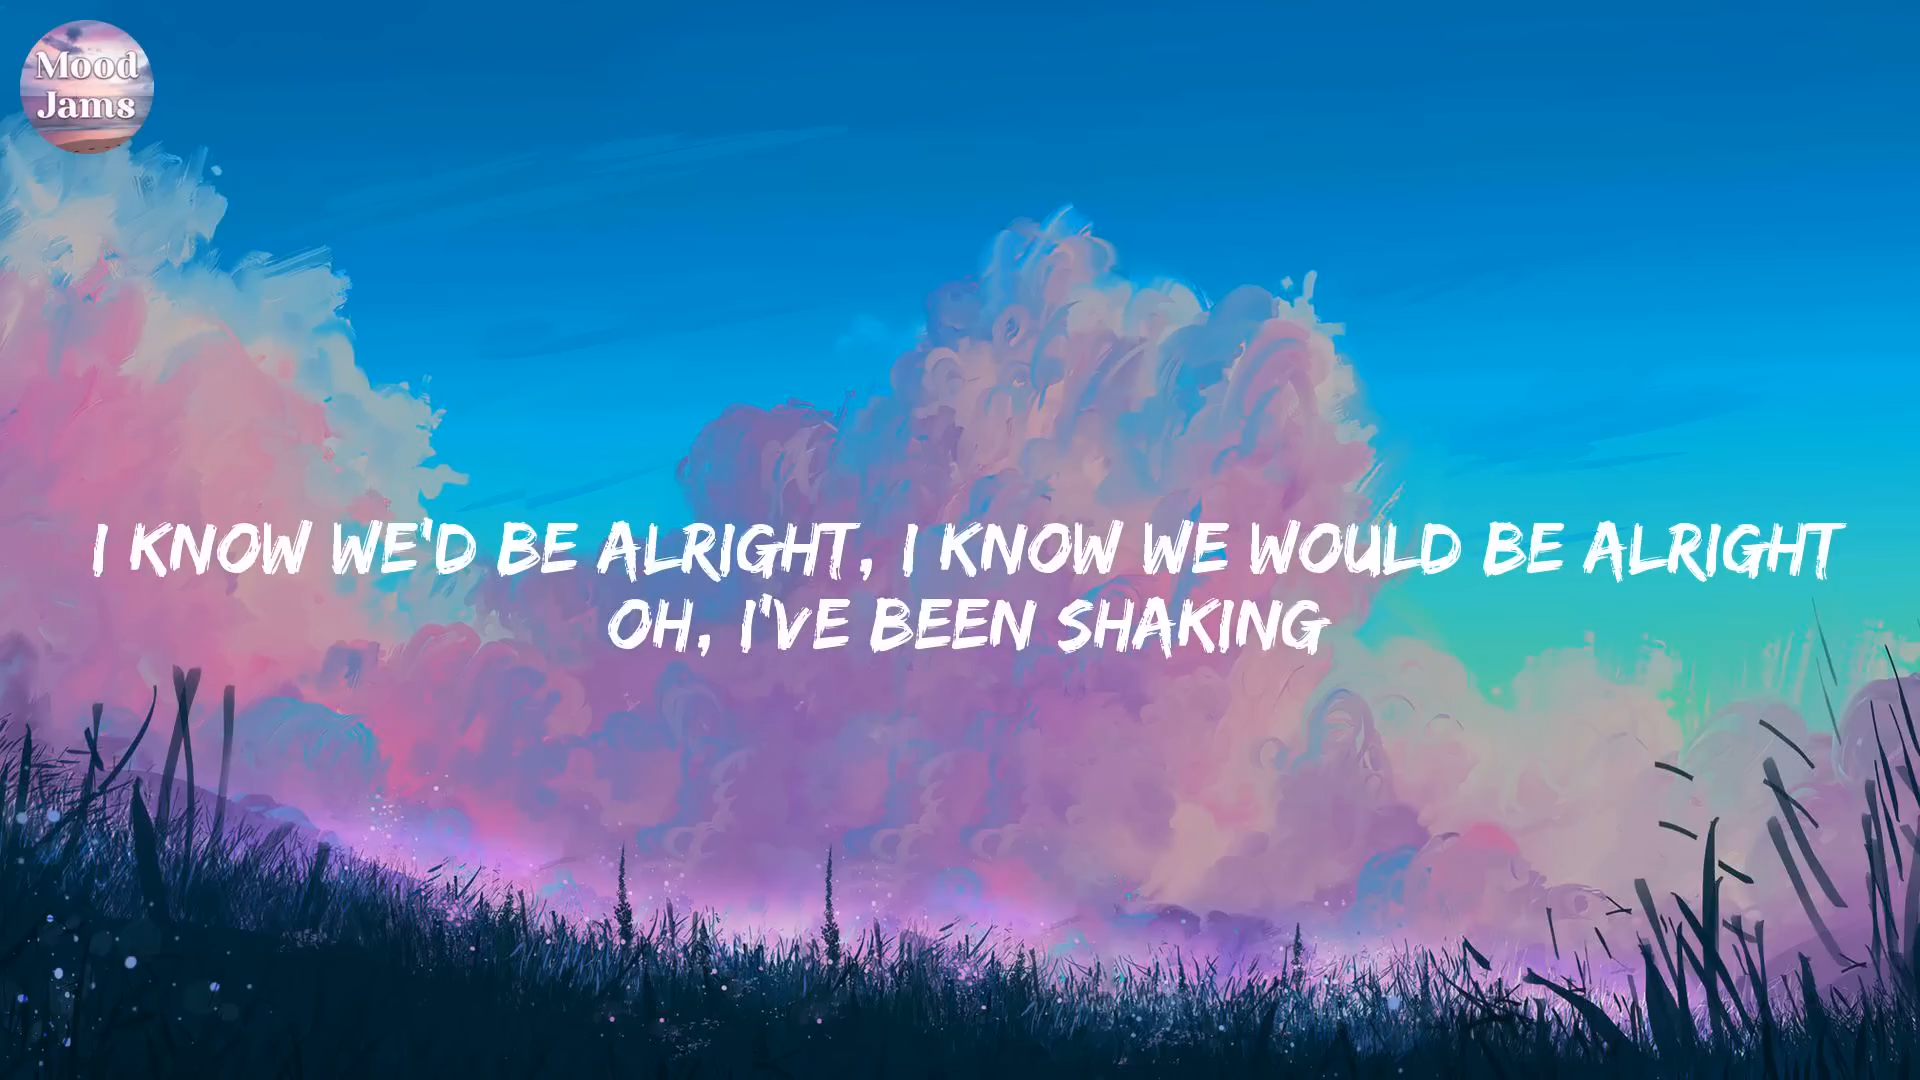 Mood
Jams
I KNOW WE'D BE ALRIGHT, I KNOW WE WOULD BE ALRIGHT
OH, I'VE BEEN SHAKING